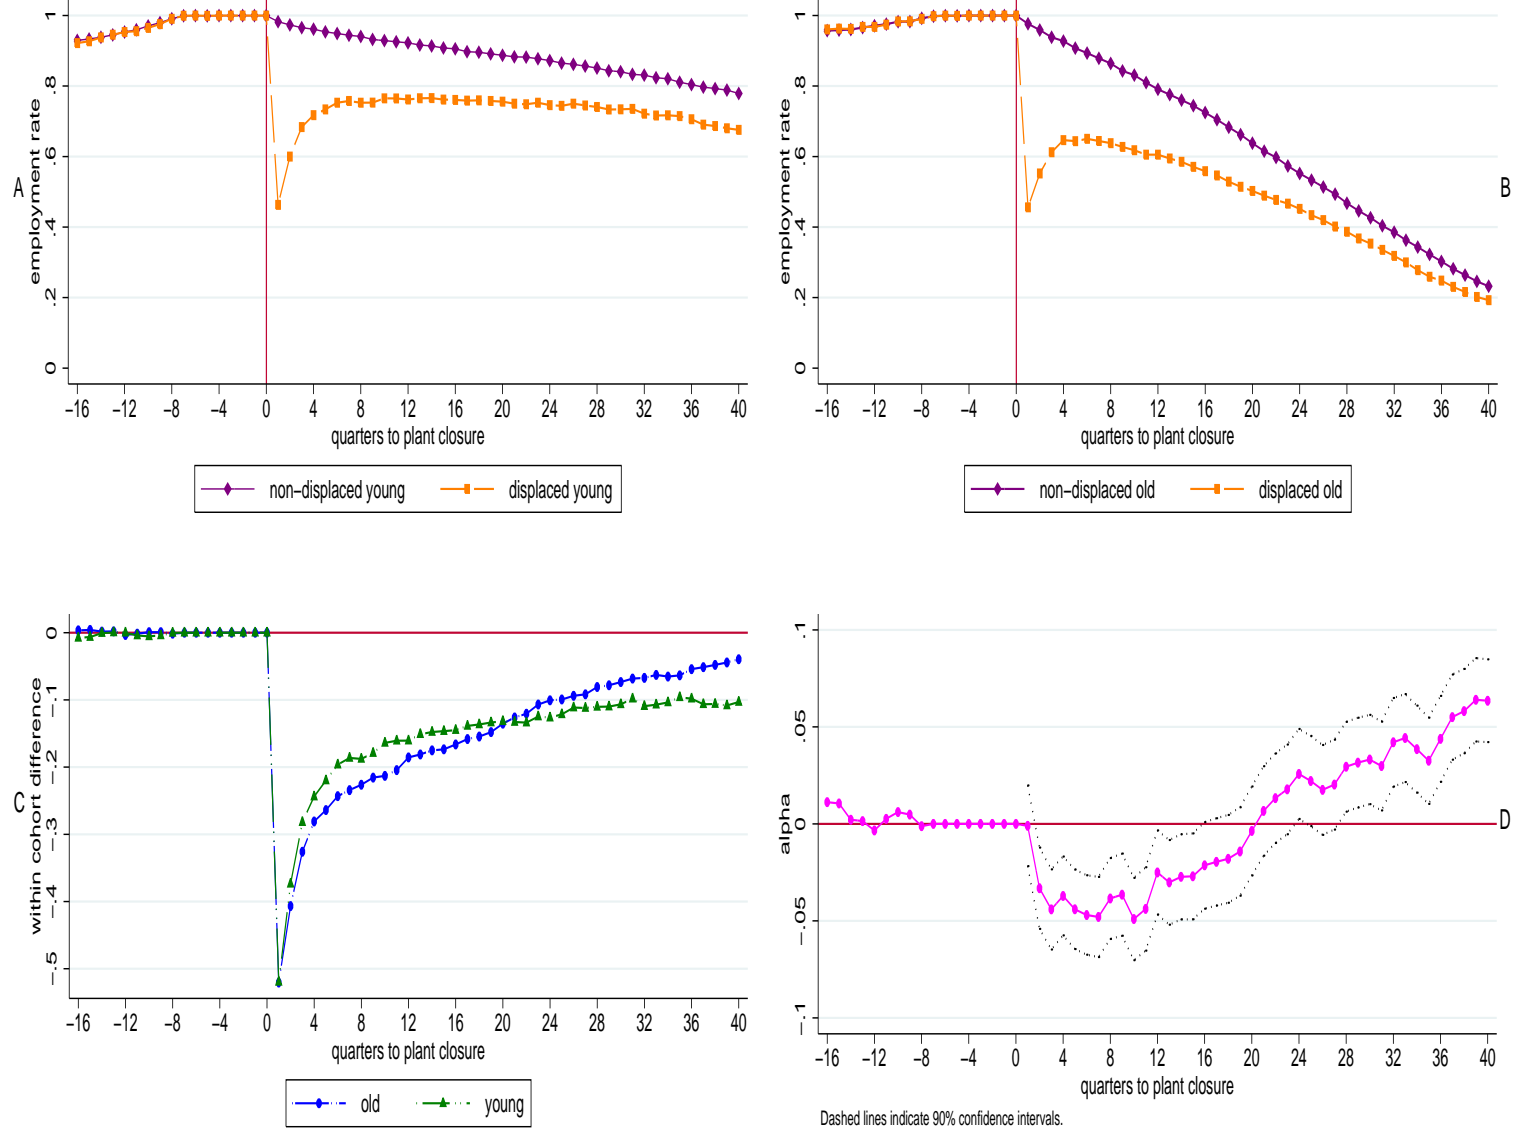 A
employment rate
0 .2 .4 .6 .8 1
−16 −12 −8 −4 0 4 8 12 16 20 24 28 32 36 40
quarters to plant closure
non−displaced young displaced young
B
employment rate
0 .2 .4 .6 .8 1
−16 −12 −8 −4 0 4 8 12 16 20 24 28 32 36 40
quarters to plant closure
non−displaced old displaced old
C
within cohort difference
−.5 −.4 −.3 −.2 −.1 0
−16 −12 −8 −4 0 4 8 12 16 20 24 28 32 36 40
quarters to plant closure
old young
D
alpha
−.1 −.05 0 .05 .1
−16 −12 −8 −4 0 4 8 12 16 20 24 28 32 36 40
quarters to plant closure
Dashed lines indicate 90% confidence intervals.